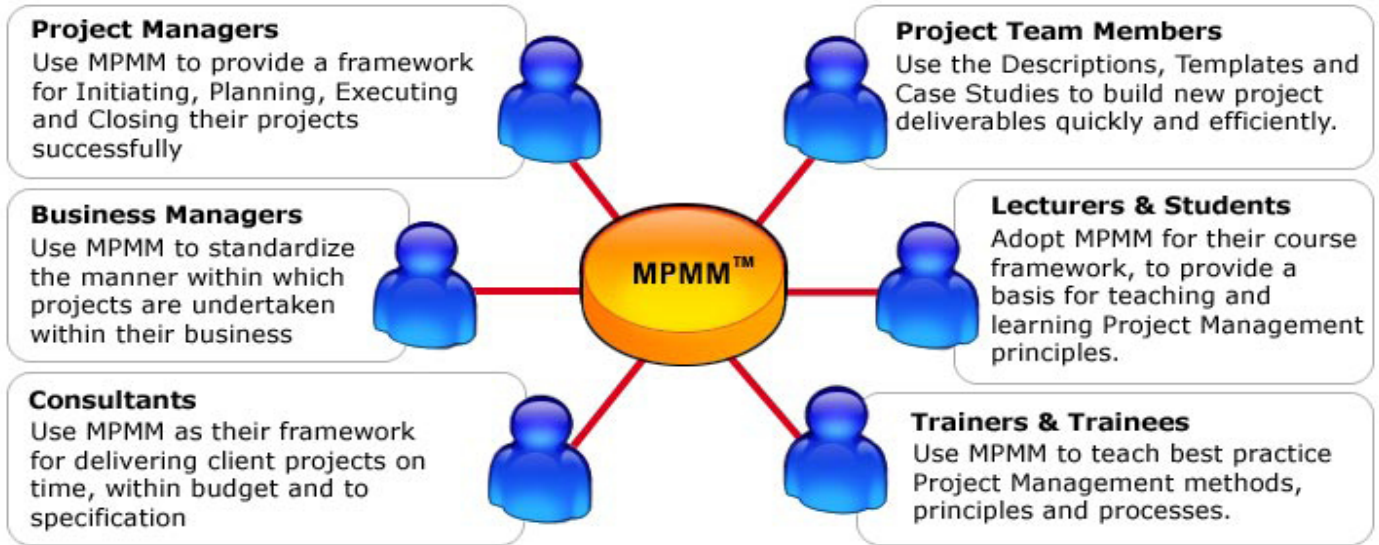 Project Managers
Use MPMM to provide a framework
for Initiating, Planning, Executing
and Closing their projects
successfully
Project Team Members
Use the Descriptions, Templates and
Case Studies to build new project
deliverables quickly and efficiently.
Business Managers
Use MPMM to standardize
the manner within which
projects are undertaken
within their business
MPMM™
Lecturers & Students
Adopt MPMM for their course
framework, to provide a
basis for teaching and
learning Project Management
principles.
Consultants
Use MPMM as their framework
for delivering client projects on
time, within budget and to
specification
Trainers & Trainees
Use MPMM to teach best practice
Project Management methods,
principles and processes.